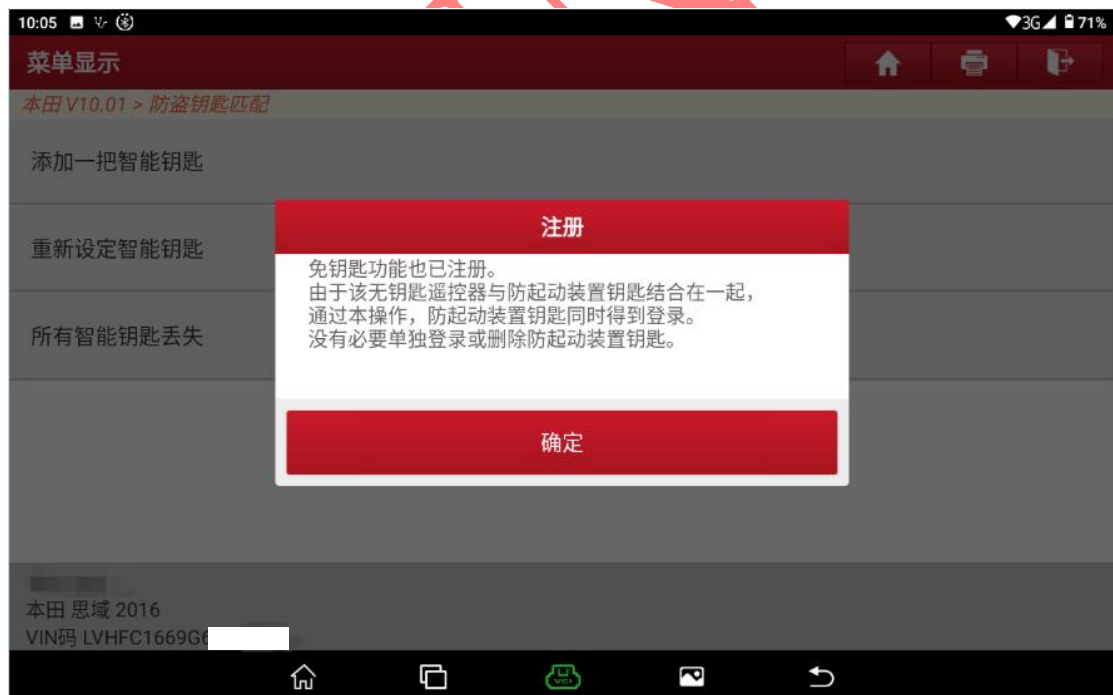 10:05
3G 71%
菜单显示
本田 V10.01 > 防盗钥匙匹配
添加一把智能钥匙
重新设定智能钥匙
所有智能钥匙丢失
注册
免钥匙功能也已注册。
由于该无钥匙遥控器与防起动装置钥匙结合在一起，
通过本操作，防起动装置钥匙同时得到登录。
没有必要单独登录或删除防起动装置钥匙。
确定
本田 思域 2016
VIN码 LVHFC1669G6
VCI